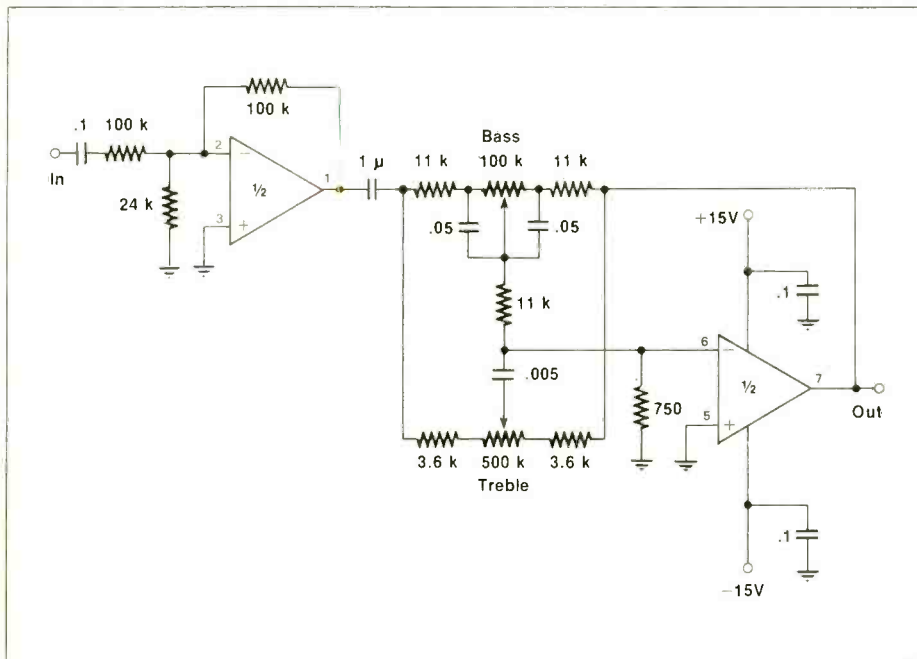 100 k
.1
100 k
2
1
1/2
3
24 k
In
1 µ
11 k
Bass
100 k
11 k
.05
.05
11 k
.005
3.6 k
500 k
3.6 k
Treble
+15V
.1
6
7
1/2
5
750
Out
.1
−15V